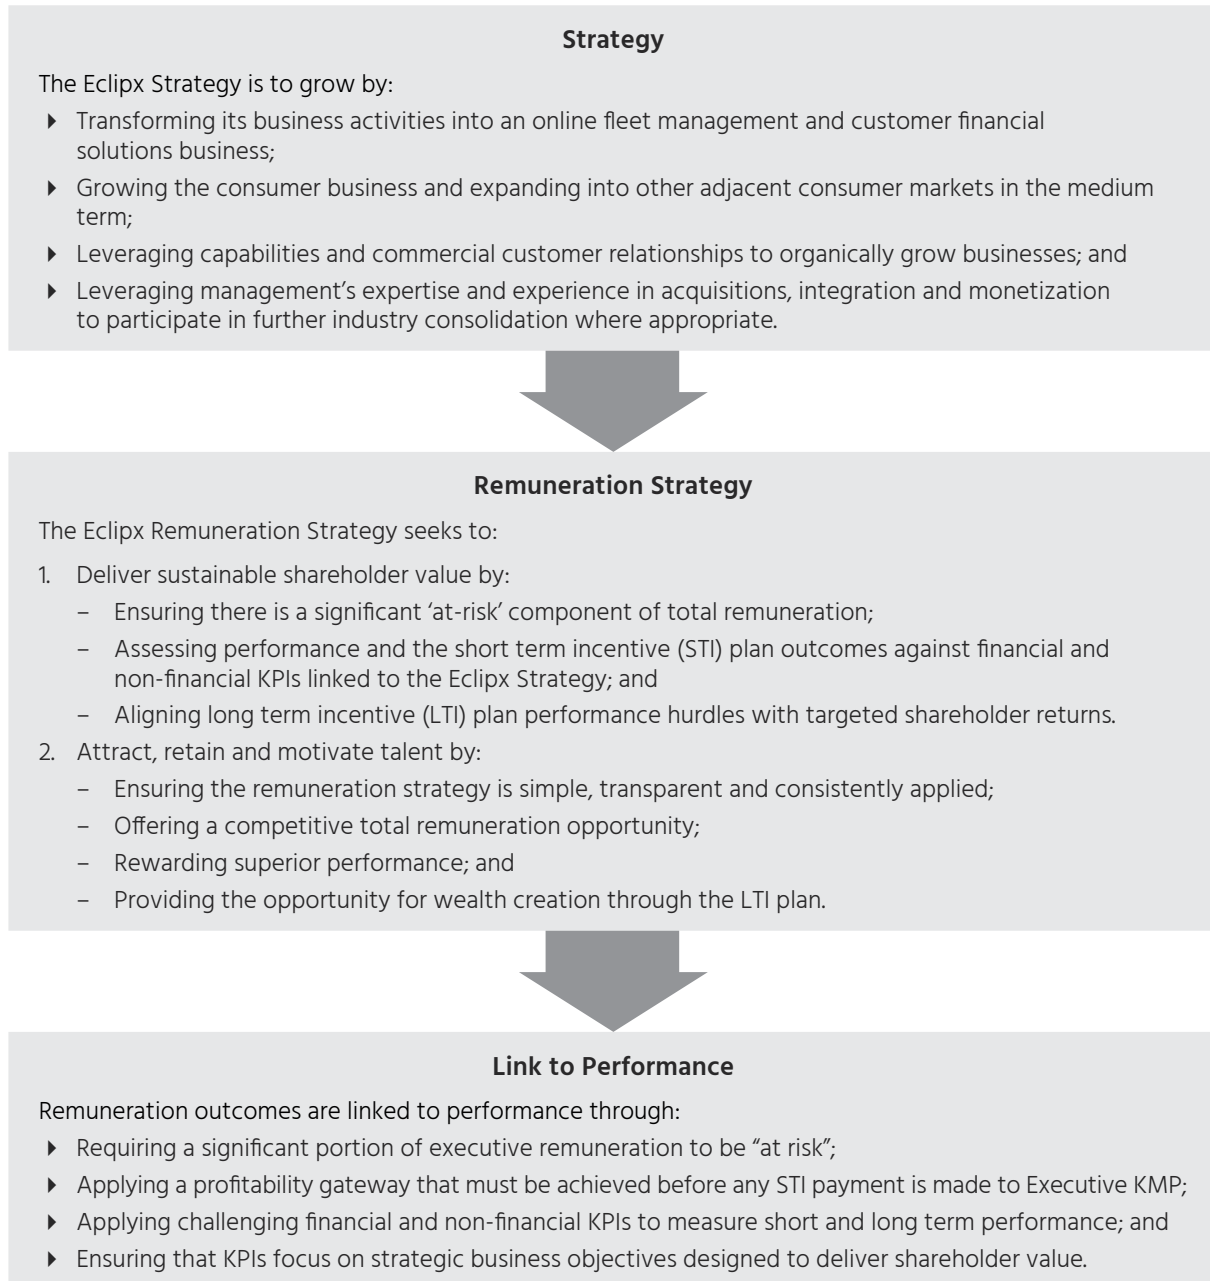 Strategy
The Eclipx Strategy is to grow by:
Transforming its business activities into an online fleet management and customer financial
solutions business;
Growing the consumer business and expanding into other adjacent consumer markets in the medium
term;
Leveraging capabilities and commercial customer relationships to organically grow businesses; and
Leveraging management’s expertise and experience in acquisitions, integration and monetization
to participate in further industry consolidation where appropriate.
Remuneration Strategy
The Eclipx Remuneration Strategy seeks to:
1. Deliver sustainable shareholder value by:
– Ensuring there is a significant ‘at-risk’ component of total remuneration;
– Assessing performance and the short term incentive (STI) plan outcomes against financial and
non-financial KPIs linked to the Eclipx Strategy; and
– Aligning long term incentive (LTI) plan performance hurdles with targeted shareholder returns.
2. Attract, retain and motivate talent by:
– Ensuring the remuneration strategy is simple, transparent and consistently applied;
– Offering a competitive total remuneration opportunity;
– Rewarding superior performance; and
– Providing the opportunity for wealth creation through the LTI plan.
Link to Performance
Remuneration outcomes are linked to performance through:
Requiring a significant portion of executive remuneration to be “at risk”;
Applying a profitability gateway that must be achieved before any STI payment is made to Executive KMP;
Applying challenging financial and non-financial KPIs to measure short and long term performance; and
Ensuring that KPIs focus on strategic business objectives designed to deliver shareholder value.